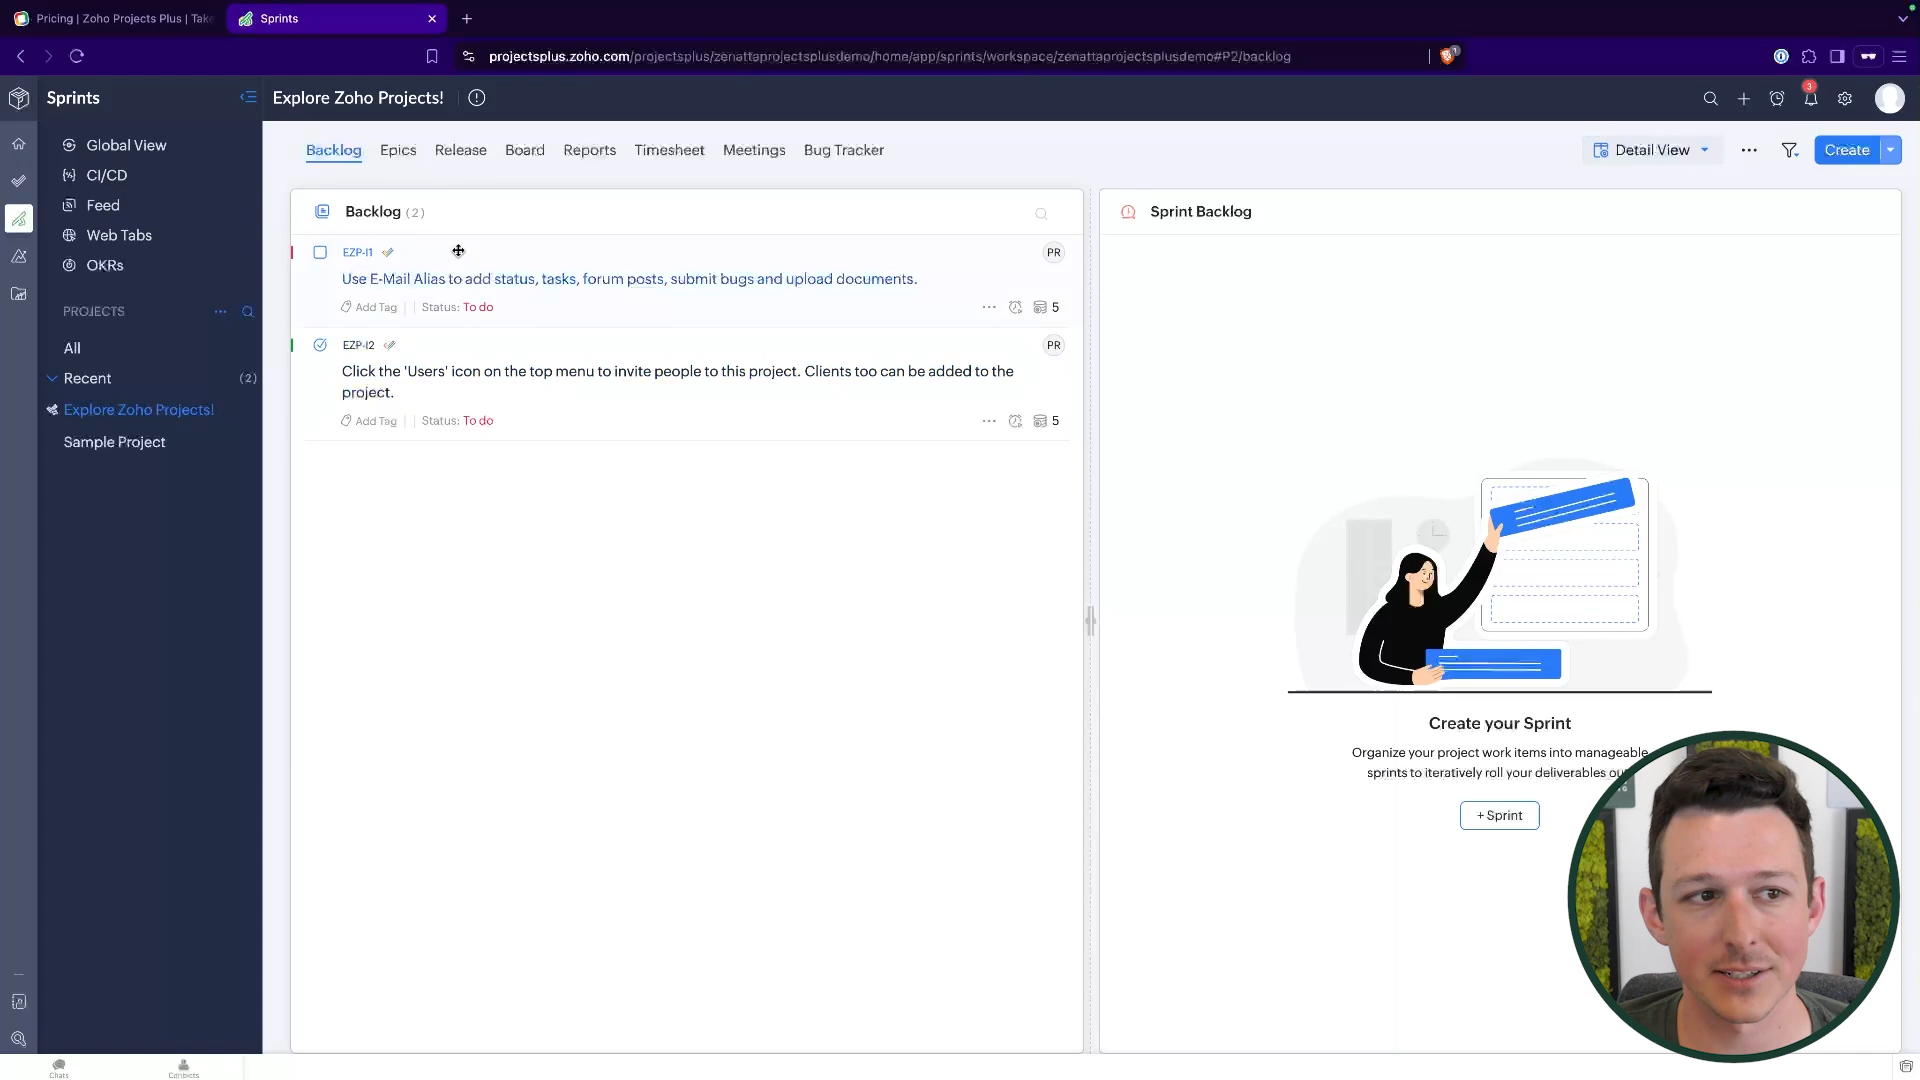 Pricing | Zoho Projects Plus | Take
Sprints
projectsplus.zoho.com/projectsplus/zenattaprojectsplusdemo/home/app/sprints/workspace/zenattaprojectsplusdemo#P2/backlog
1
Sprints
Explore Zoho Projects!
3
Global View
CI/CD
Feed
Web Tabs
OKRs
PROJECTS
All
Recent (2)
Explore Zoho Projects!
Sample Project
Backlog Epics Release Board Reports Timesheet Meetings Bug Tracker
Detail View
Create
Backlog (2)
EZP-I1
PR
Use E-Mail Alias to add status, tasks, forum posts, submit bugs and upload documents.
Add Tag | Status: To do
5
EZP-I2
PR
Click the 'Users' icon on the top menu to invite people to this project. Clients too can be added to the
project.
Add Tag | Status: To do
5
Sprint Backlog
Create your Sprint
Organize your project work items into manageable
sprints to iteratively roll your deliverables ou
+ Sprint
Chats
Contacts